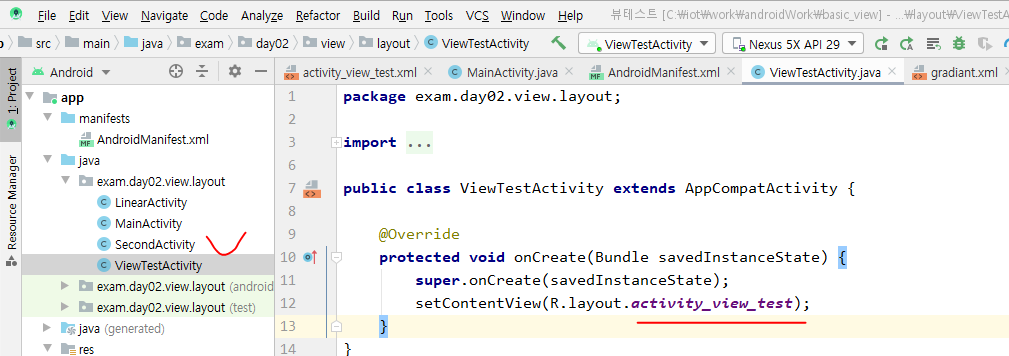 File Edit View Navigate Code Analyze Refactor Build Run Tools VCS Window Help 뷰테스트 [C:₩iot₩work₩androidWork₩basic_view] - ...₩layout₩ViewTestA
src main java exam day02 view layout ViewTestActivity ViewTestActivity Nexus 5X API 29
Android activity_view_test.xml MainActivity.java AndroidManifest.xml ViewTestActivity.java gradiant.xml
1: Project
Resource Manager
app
manifests
AndroidManifest.xml
java
exam.day02.view.layout
LinearActivity
MainActivity
SecondActivity
ViewTestActivity
exam.day02.view.layout (android
exam.day02.view.layout (test)
java (generated)
res
1 package exam.day02.view.layout;
2
3 import ...
6
7 public class ViewTestActivity extends AppCompatActivity {
8
9 @Override
10 protected void onCreate(Bundle savedInstanceState) {
11 super.onCreate(savedInstanceState);
12 setContentView(R.layout.activity_view_test);
13 }
14 }